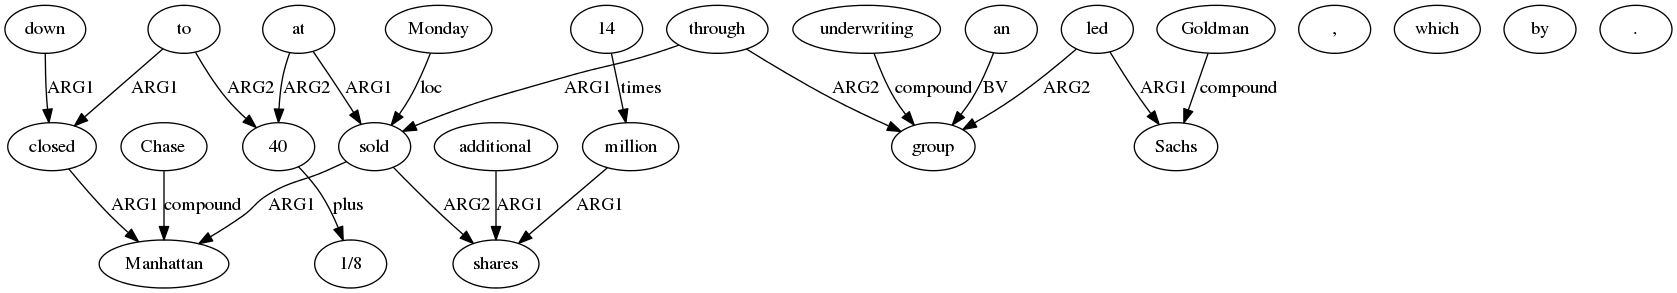 down to at Monday 14 through underwriting an led Goldman , which by .
ARG1 ARG1 ARG2 ARG2 ARG1 loc ARG1 times ARG2 compound BV ARG2 ARG1 compound
closed Chase 40 sold additional million group Sachs
ARG1 compound ARG1 plus ARG2 ARG1 ARG1
Manhattan 1/8 shares